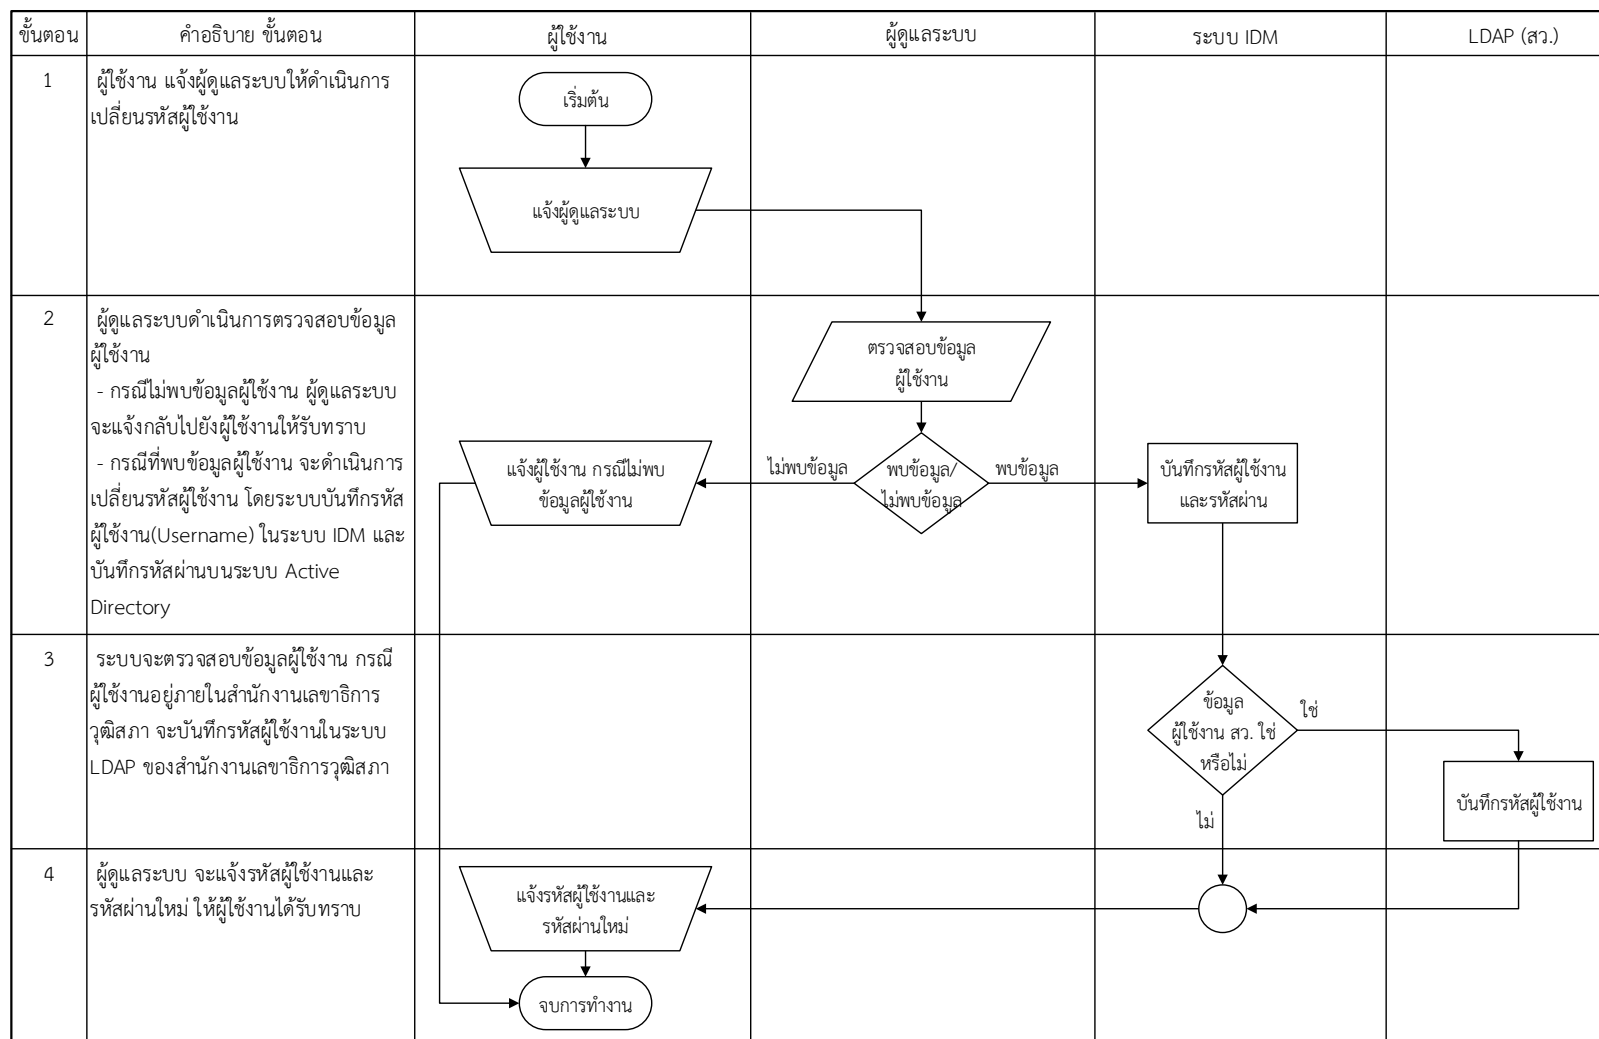 ขั้นตอน
คำอธิบาย ขั้นตอน
ผู้ใช้งาน
ผู้ดูแลระบบ
ระบบ IDM
LDAP (สว.)
1
ผู้ใช้งาน แจ้งผู้ดูแลระบบให้ดำเนินการ
เปลี่ยนรหัสผู้ใช้งาน
เริ่มต้น
แจ้งผู้ดูแลระบบ
2
ผู้ดูแลระบบดำเนินการตรวจสอบข้อมูล
ผู้ใช้งาน
- กรณีไม่พบข้อมูลผู้ใช้งาน ผู้ดูแลระบบ
จะแจ้งกลับไปยังผู้ใช้งานให้รับทราบ
- กรณีที่พบข้อมูลผู้ใช้งาน จะดำเนินการ
เปลี่ยนรหัสผู้ใช้งาน โดยระบบบันทึกรหัส
ผู้ใช้งาน(Username) ในระบบ IDM และ
บันทึกรหัสผ่านบนระบบ Active
Directory
ตรวจสอบข้อมูล
ผู้ใช้งาน
แจ้งผู้ใช้งาน กรณีไม่พบ
ข้อมูลผู้ใช้งาน
ไม่พบข้อมูล
พบข้อมูล/
ไม่พบข้อมูล
พบข้อมูล
บันทึกรหัสผู้ใช้งาน
และรหัสผ่าน
3
ระบบจะตรวจสอบข้อมูลผู้ใช้งาน กรณี
ผู้ใช้งานอยู่ภายในสำนักงานเลขาธิการ
วุฒิสภา จะบันทึกรหัสผู้ใช้งานในระบบ
LDAP ของสำนักงานเลขาธิการวุฒิสภา
ข้อมูล
ผู้ใช้งาน สว. ใช่
หรือไม่
ใช่
ไม่
บันทึกรหัสผู้ใช้งาน
4
ผู้ดูแลระบบ จะแจ้งรหัสผู้ใช้งานและ
รหัสผ่านใหม่ ให้ผู้ใช้งานได้รับทราบ
แจ้งรหัสผู้ใช้งานและ
รหัสผ่านใหม่
จบการทำงาน